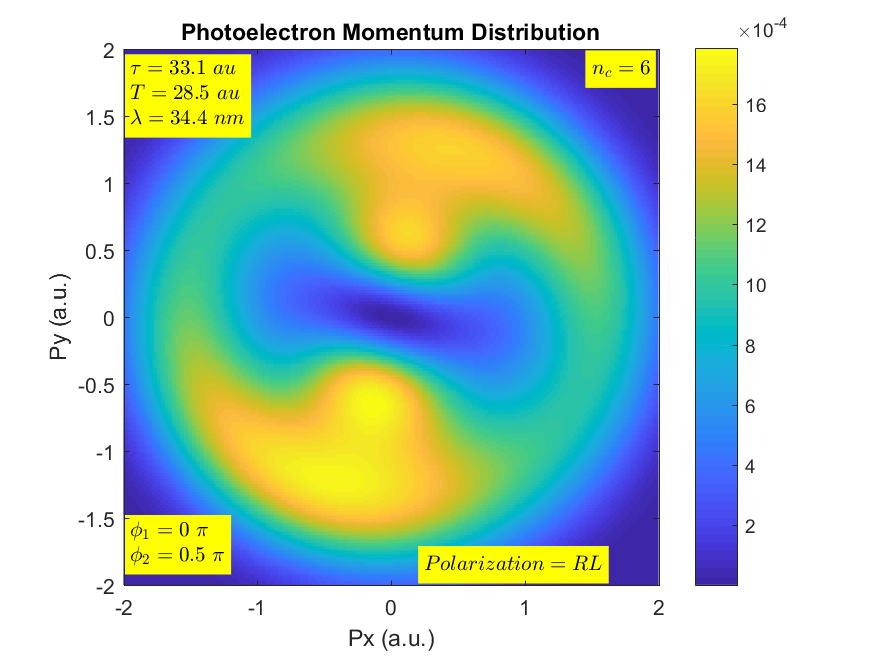 Photoelectron Momentum Distribution
×10⁻⁴
τ = 33.1 au
T = 28.5 au
λ = 34.4 nm
n_c = 6
ϕ₁ = 0 π
ϕ₂ = 0.5 π
Polarization = RL
2
1.5
1
0.5
0
-0.5
-1
-1.5
-2
Py (a.u.)
-2
-1
0
1
2
Px (a.u.)
16
14
12
10
8
6
4
2